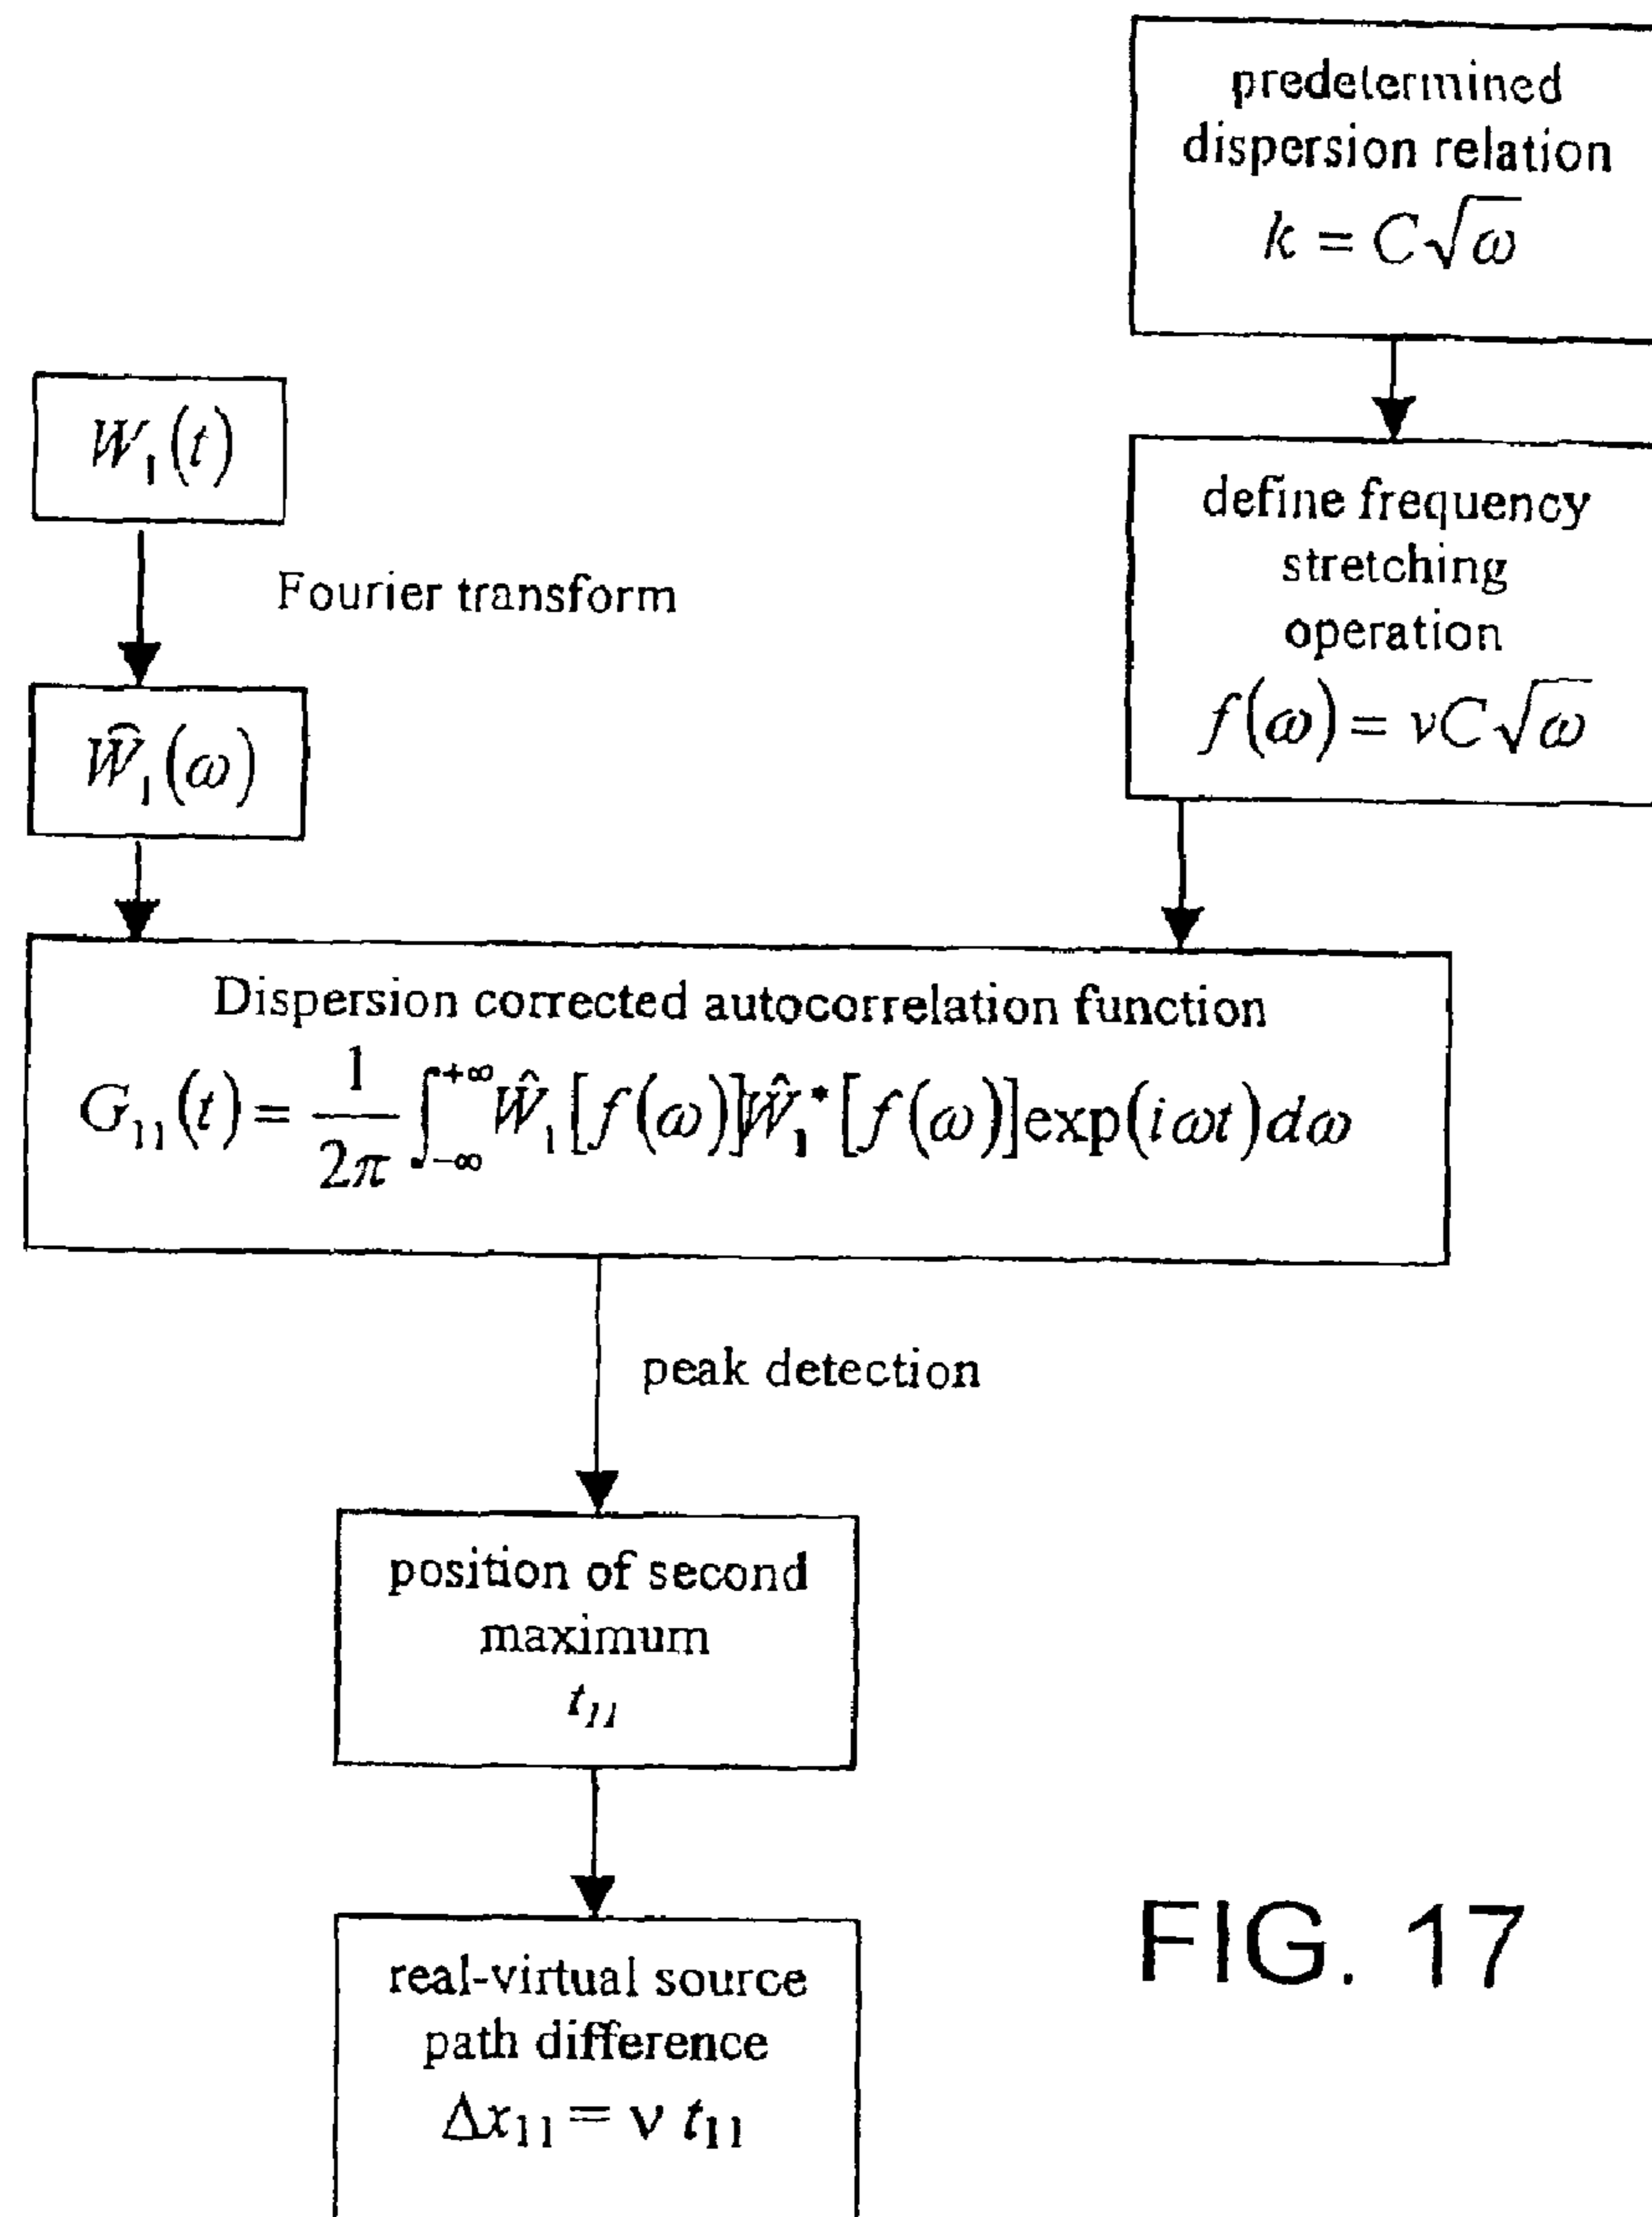 predetermined
dispersion relation
k = C√ω
W₁(t)
define frequency
stretching
operation
f(ω) = νC√ω
Fourier transform
Ŵ₁(ω)
Dispersion corrected autocorrelation function
G₁₁(t) = 1/2π ∫₋∞⁺∞ Ŵ₁[f(ω)]Ŵ₁*[f(ω)]exp(iωt)dω
peak detection
position of second
maximum
t₁₁
real-virtual source
path difference
Δx₁₁ = ν t₁₁
FIG. 17